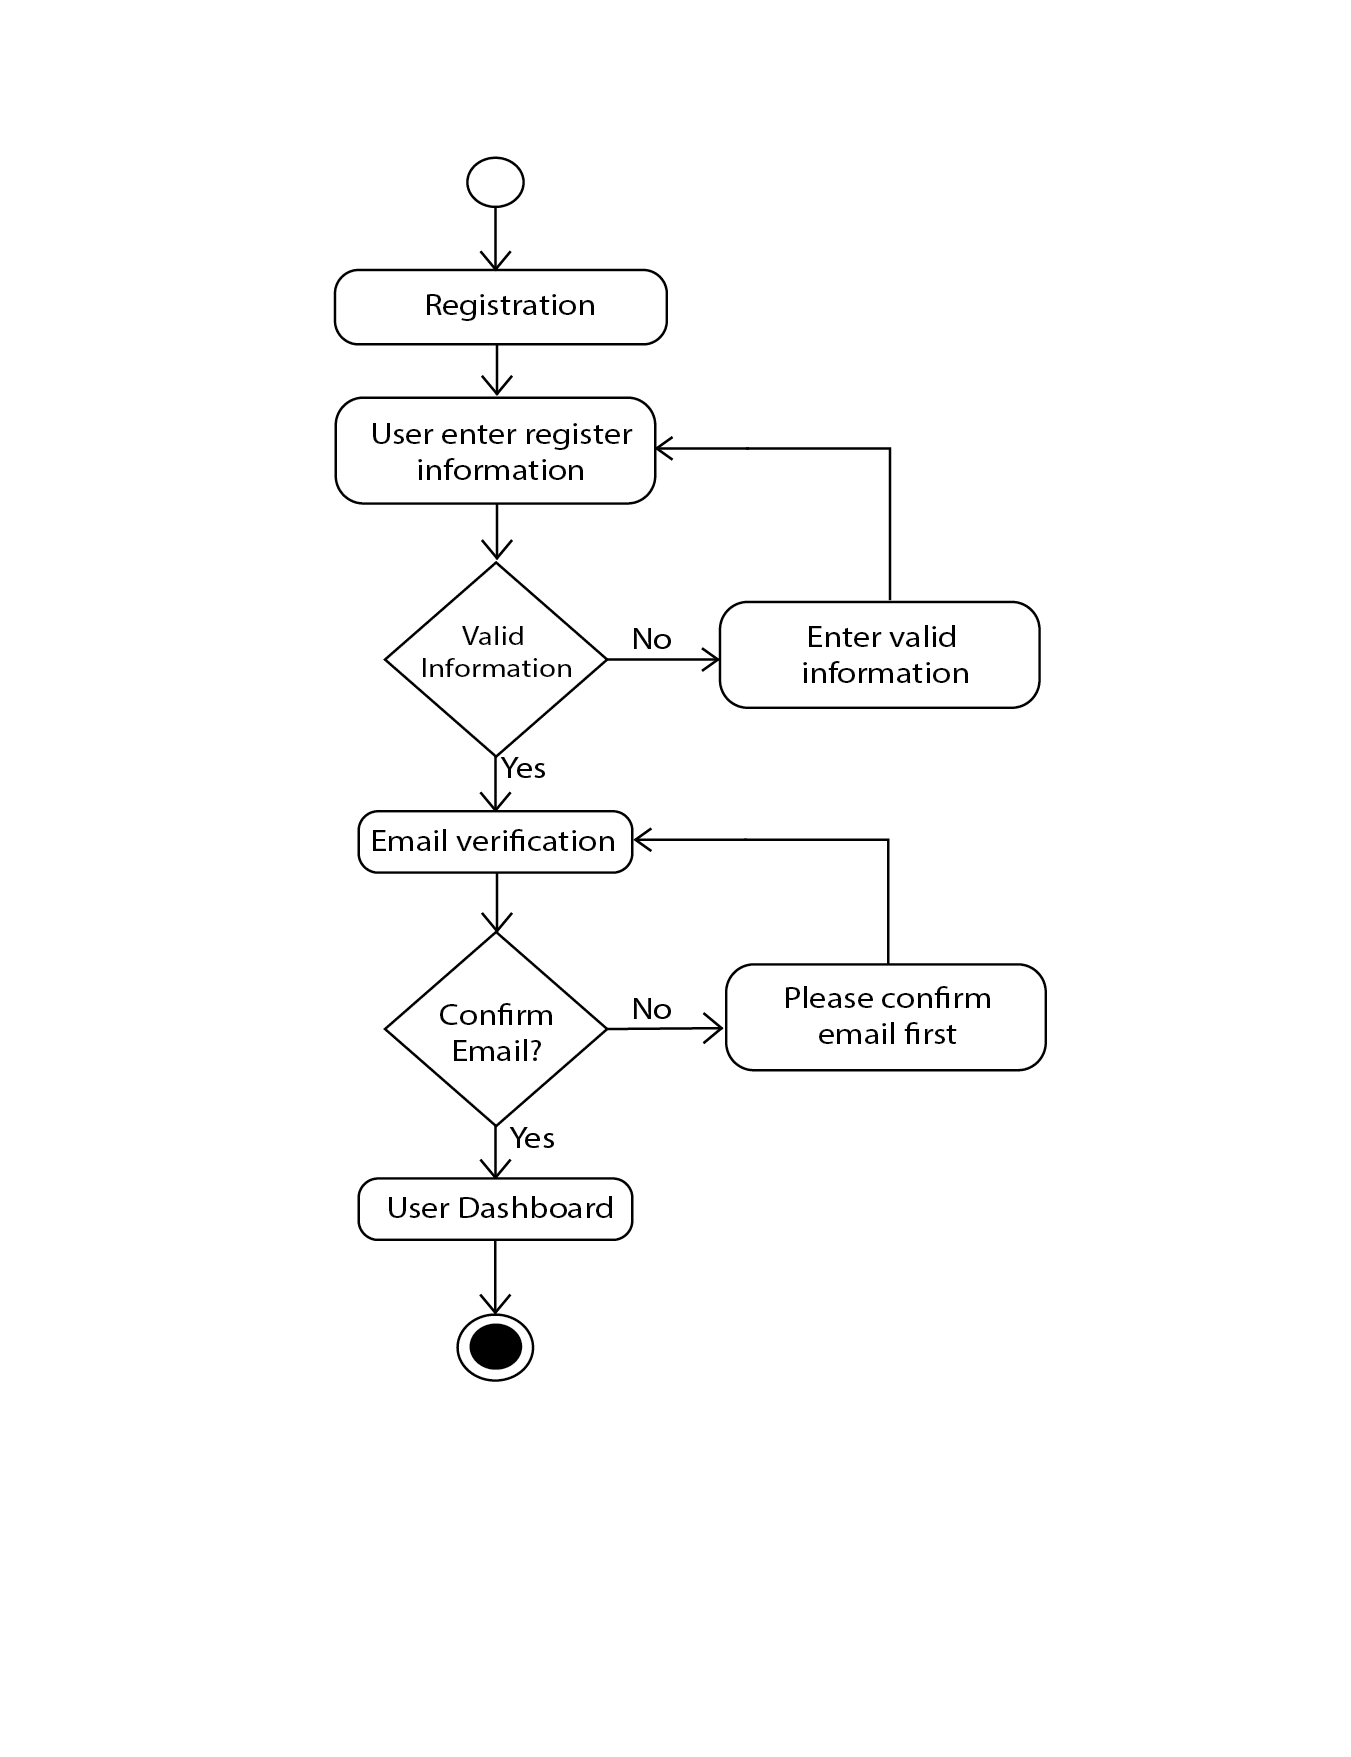 Registration
User enter register
information
Valid
Information
No
Enter valid
information
Yes
Email verification
Confirm
Email?
No
Please confirm
email first
Yes
User Dashboard